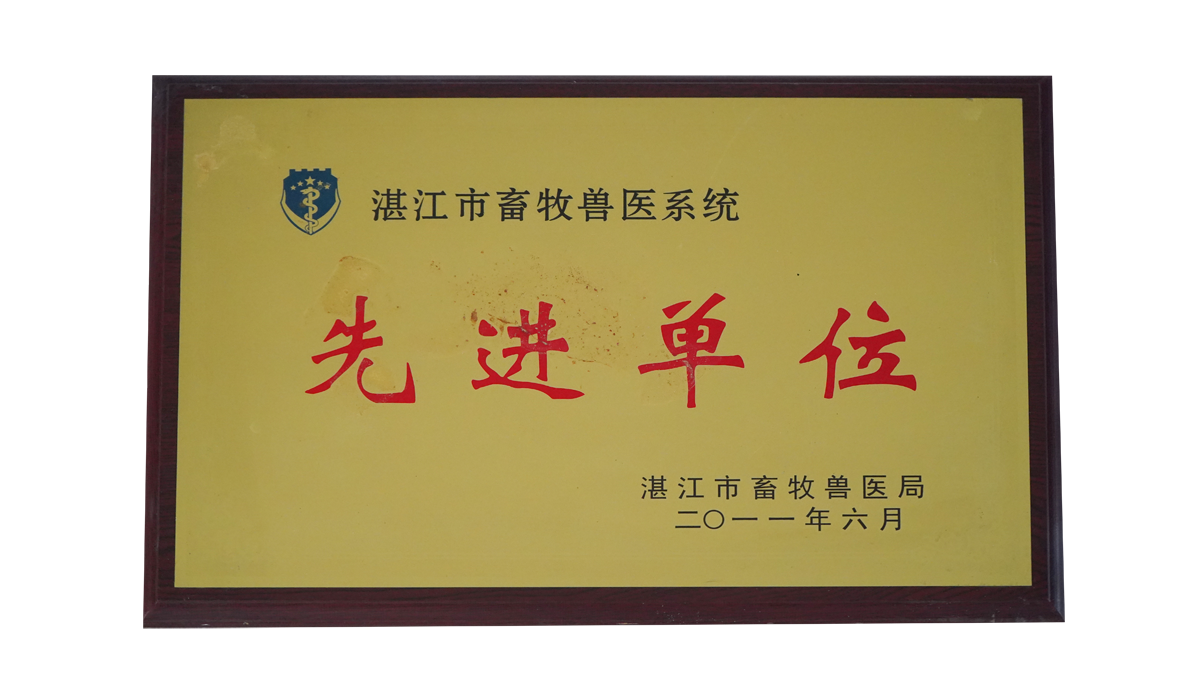 湛江市畜牧兽医系统
先进单位
湛江市畜牧兽医局
二〇一一年六月